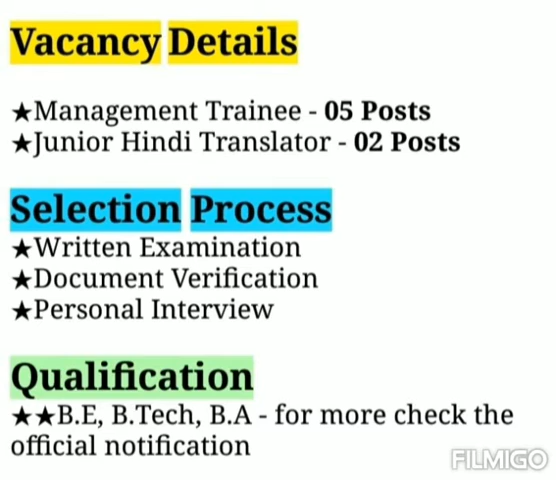 Vacancy Details
★Management Trainee - 05 Posts
★Junior Hindi Translator - 02 Posts
Selection Process
★Written Examination
★Document Verification
★Personal Interview
Qualification
★★B.E, B.Tech, B.A - for more check the
official notification
FILMIGO